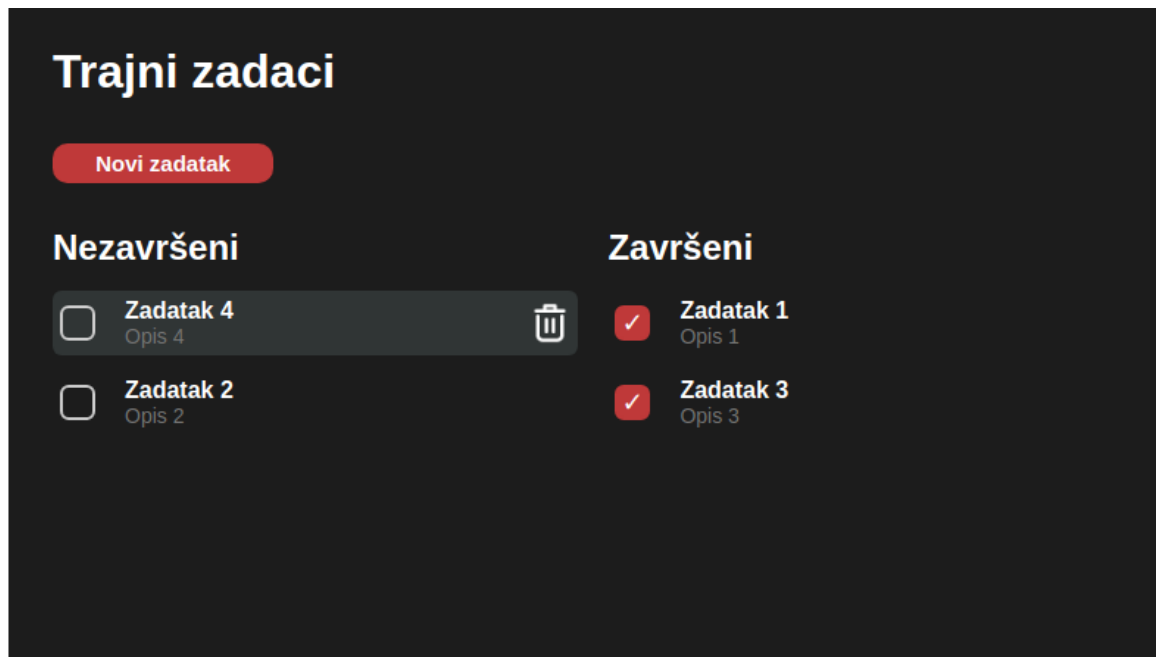 Trajni zadaci
Novi zadatak
Nezavršeni
Zadatak 4
Opis 4
Zadatak 2
Opis 2
Završeni
Zadatak 1
Opis 1
Zadatak 3
Opis 3